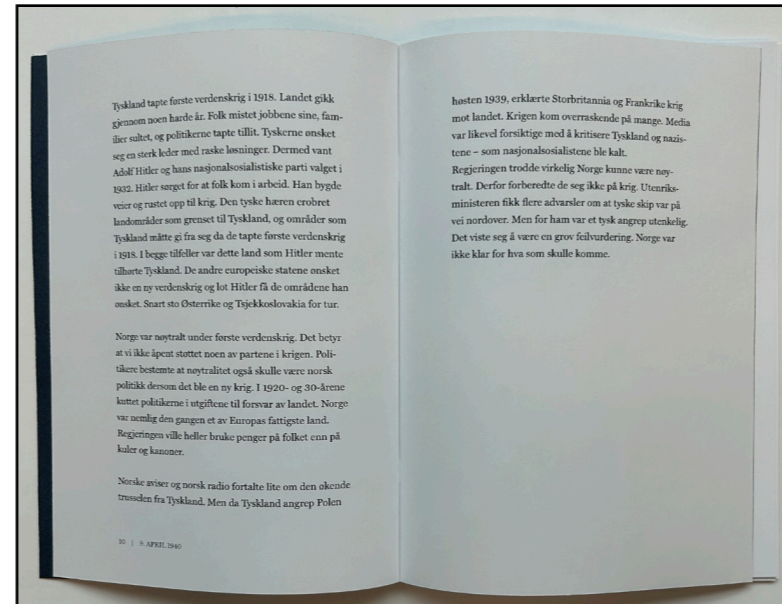 Tyskland tapte første verdenskrig i 1918. Landet gikk
gjennom noen harde år. Folk mistet jobbene sine, fam-
ilier sultet, og politikerne tapte tillit. Tyskerne ønsket
seg en sterk leder med raske løsninger. Dermed vant
Adolf Hitler og hans nasjonalsosialistiske parti valget i
1932. Hitler sørget for at folk kom i arbeid. Han bygde
veier og rustet opp til krig. Den tyske hæren erobret
landområder som grenset til Tyskland, og områder som
Tyskland måtte gi fra seg da de tapte første verdenskrig
i 1918. I begge tilfeller var dette land som Hitler mente
tilhørte Tyskland. De andre europeiske statene ønsket
ikke en ny verdenskrig og lot Hitler få de områdene han
ønsket. Snart sto Østerrike og Tsjekkoslovakia for tur.
Norge var nøytralt under første verdenskrig. Det betyr
at vi ikke åpent støttet noen av partene i krigen. Poli-
tikere bestemte at nøytralitet også skulle være norsk
politikk dersom det ble en ny krig. I 1920- og 30-årene
kuttet politikerne i utgiftene til forsvar av landet. Norge
var nemlig den gangen et av Europas fattigste land.
Regjeringen ville heller bruke penger på folket enn på
kuler og kanoner.
Norske aviser og norsk radio fortalte lite om den økende
trusselen fra Tyskland. Men da Tyskland angrep Polen
10 | 9. APRIL 1940
høsten 1939, erklærte Storbritannia og Frankrike krig
mot landet. Krigen kom overraskende på mange. Media
var likevel forsiktige med å kritisere Tyskland og nazis-
tene – som nasjonalsosialistene ble kalt.
Regjeringen trodde virkelig Norge kunne være nøy-
tralt. Derfor forberedte de seg ikke på krig. Utenriks-
ministeren fikk flere advarsler om at tyske skip var på
vei nordover. Men for ham var et tysk angrep utenkelig.
Det viste seg å være en grov feilvurdering. Norge var
ikke klar for hva som skulle komme.